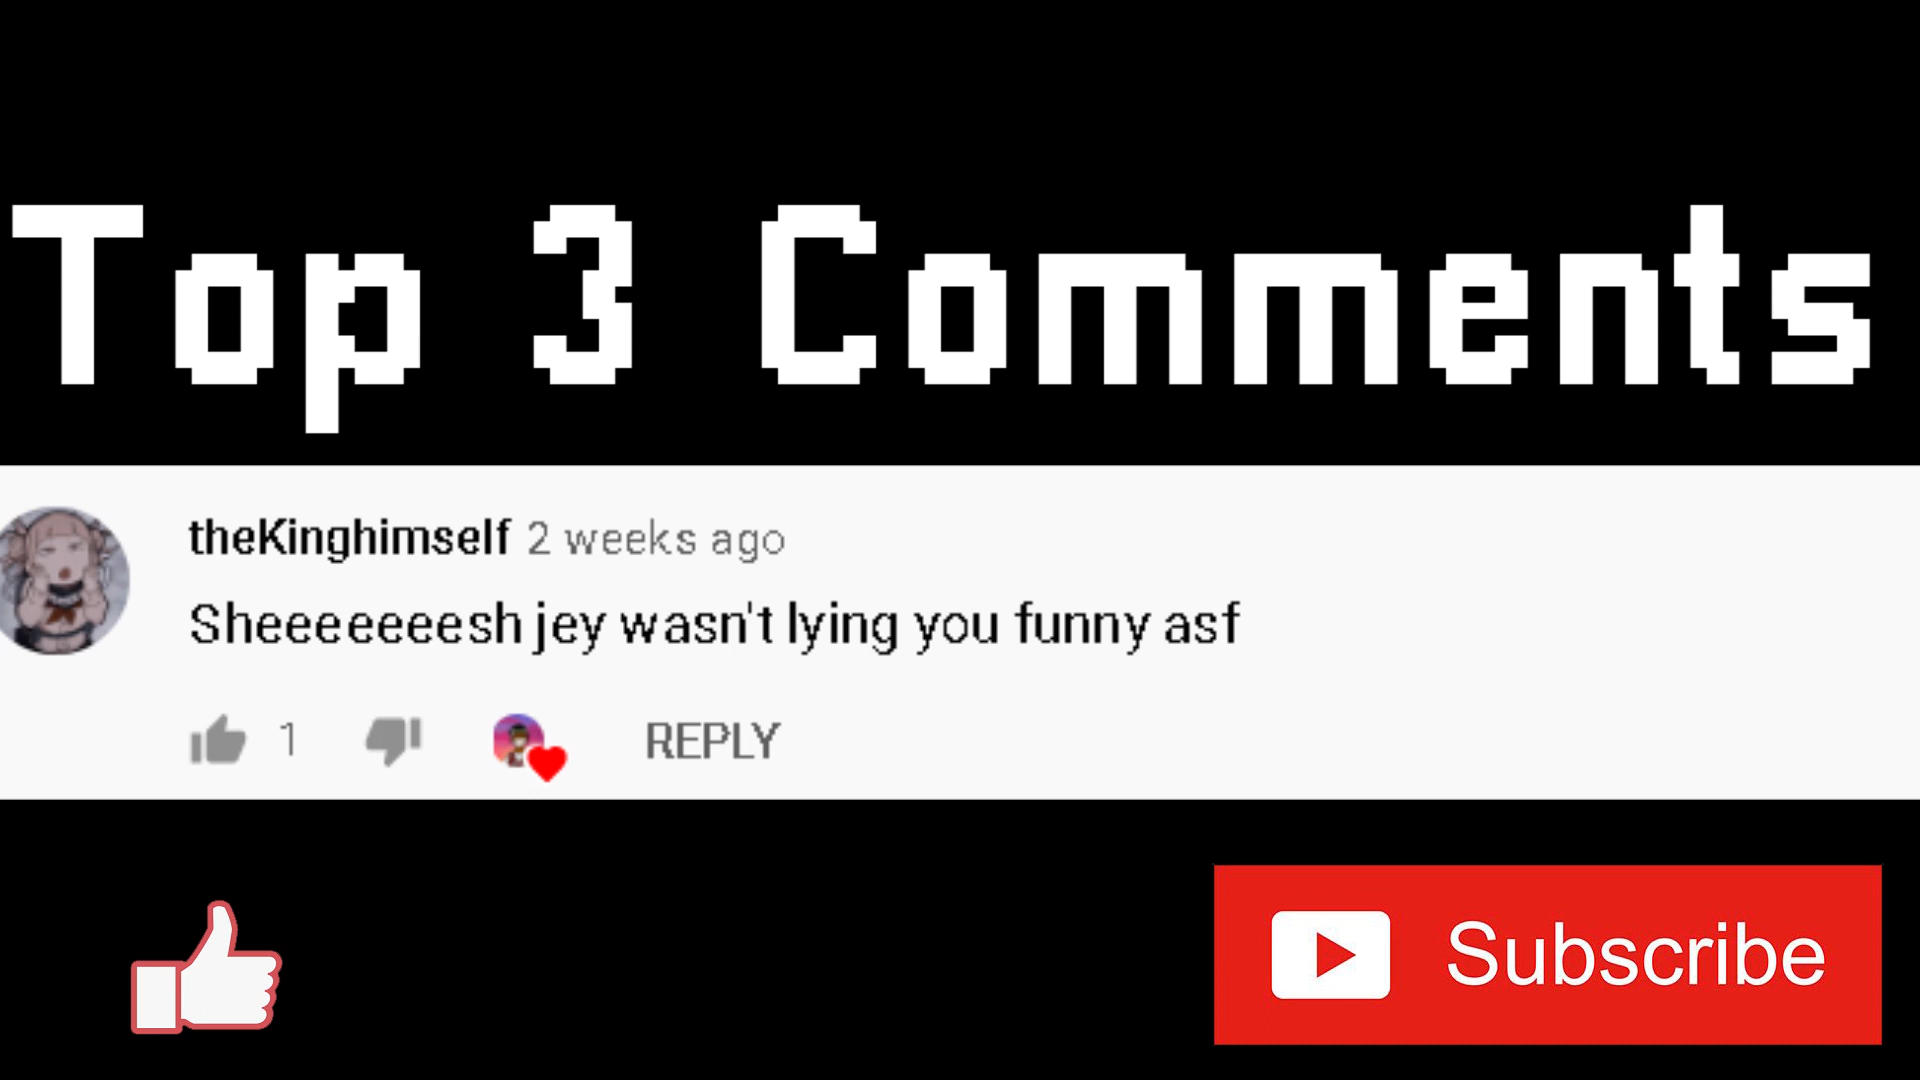 Top 3 Comments
theKinghimself 2 weeks ago
Sheeeeeeesh jey wasn't lying you funny asf
1 REPLY
Subscribe